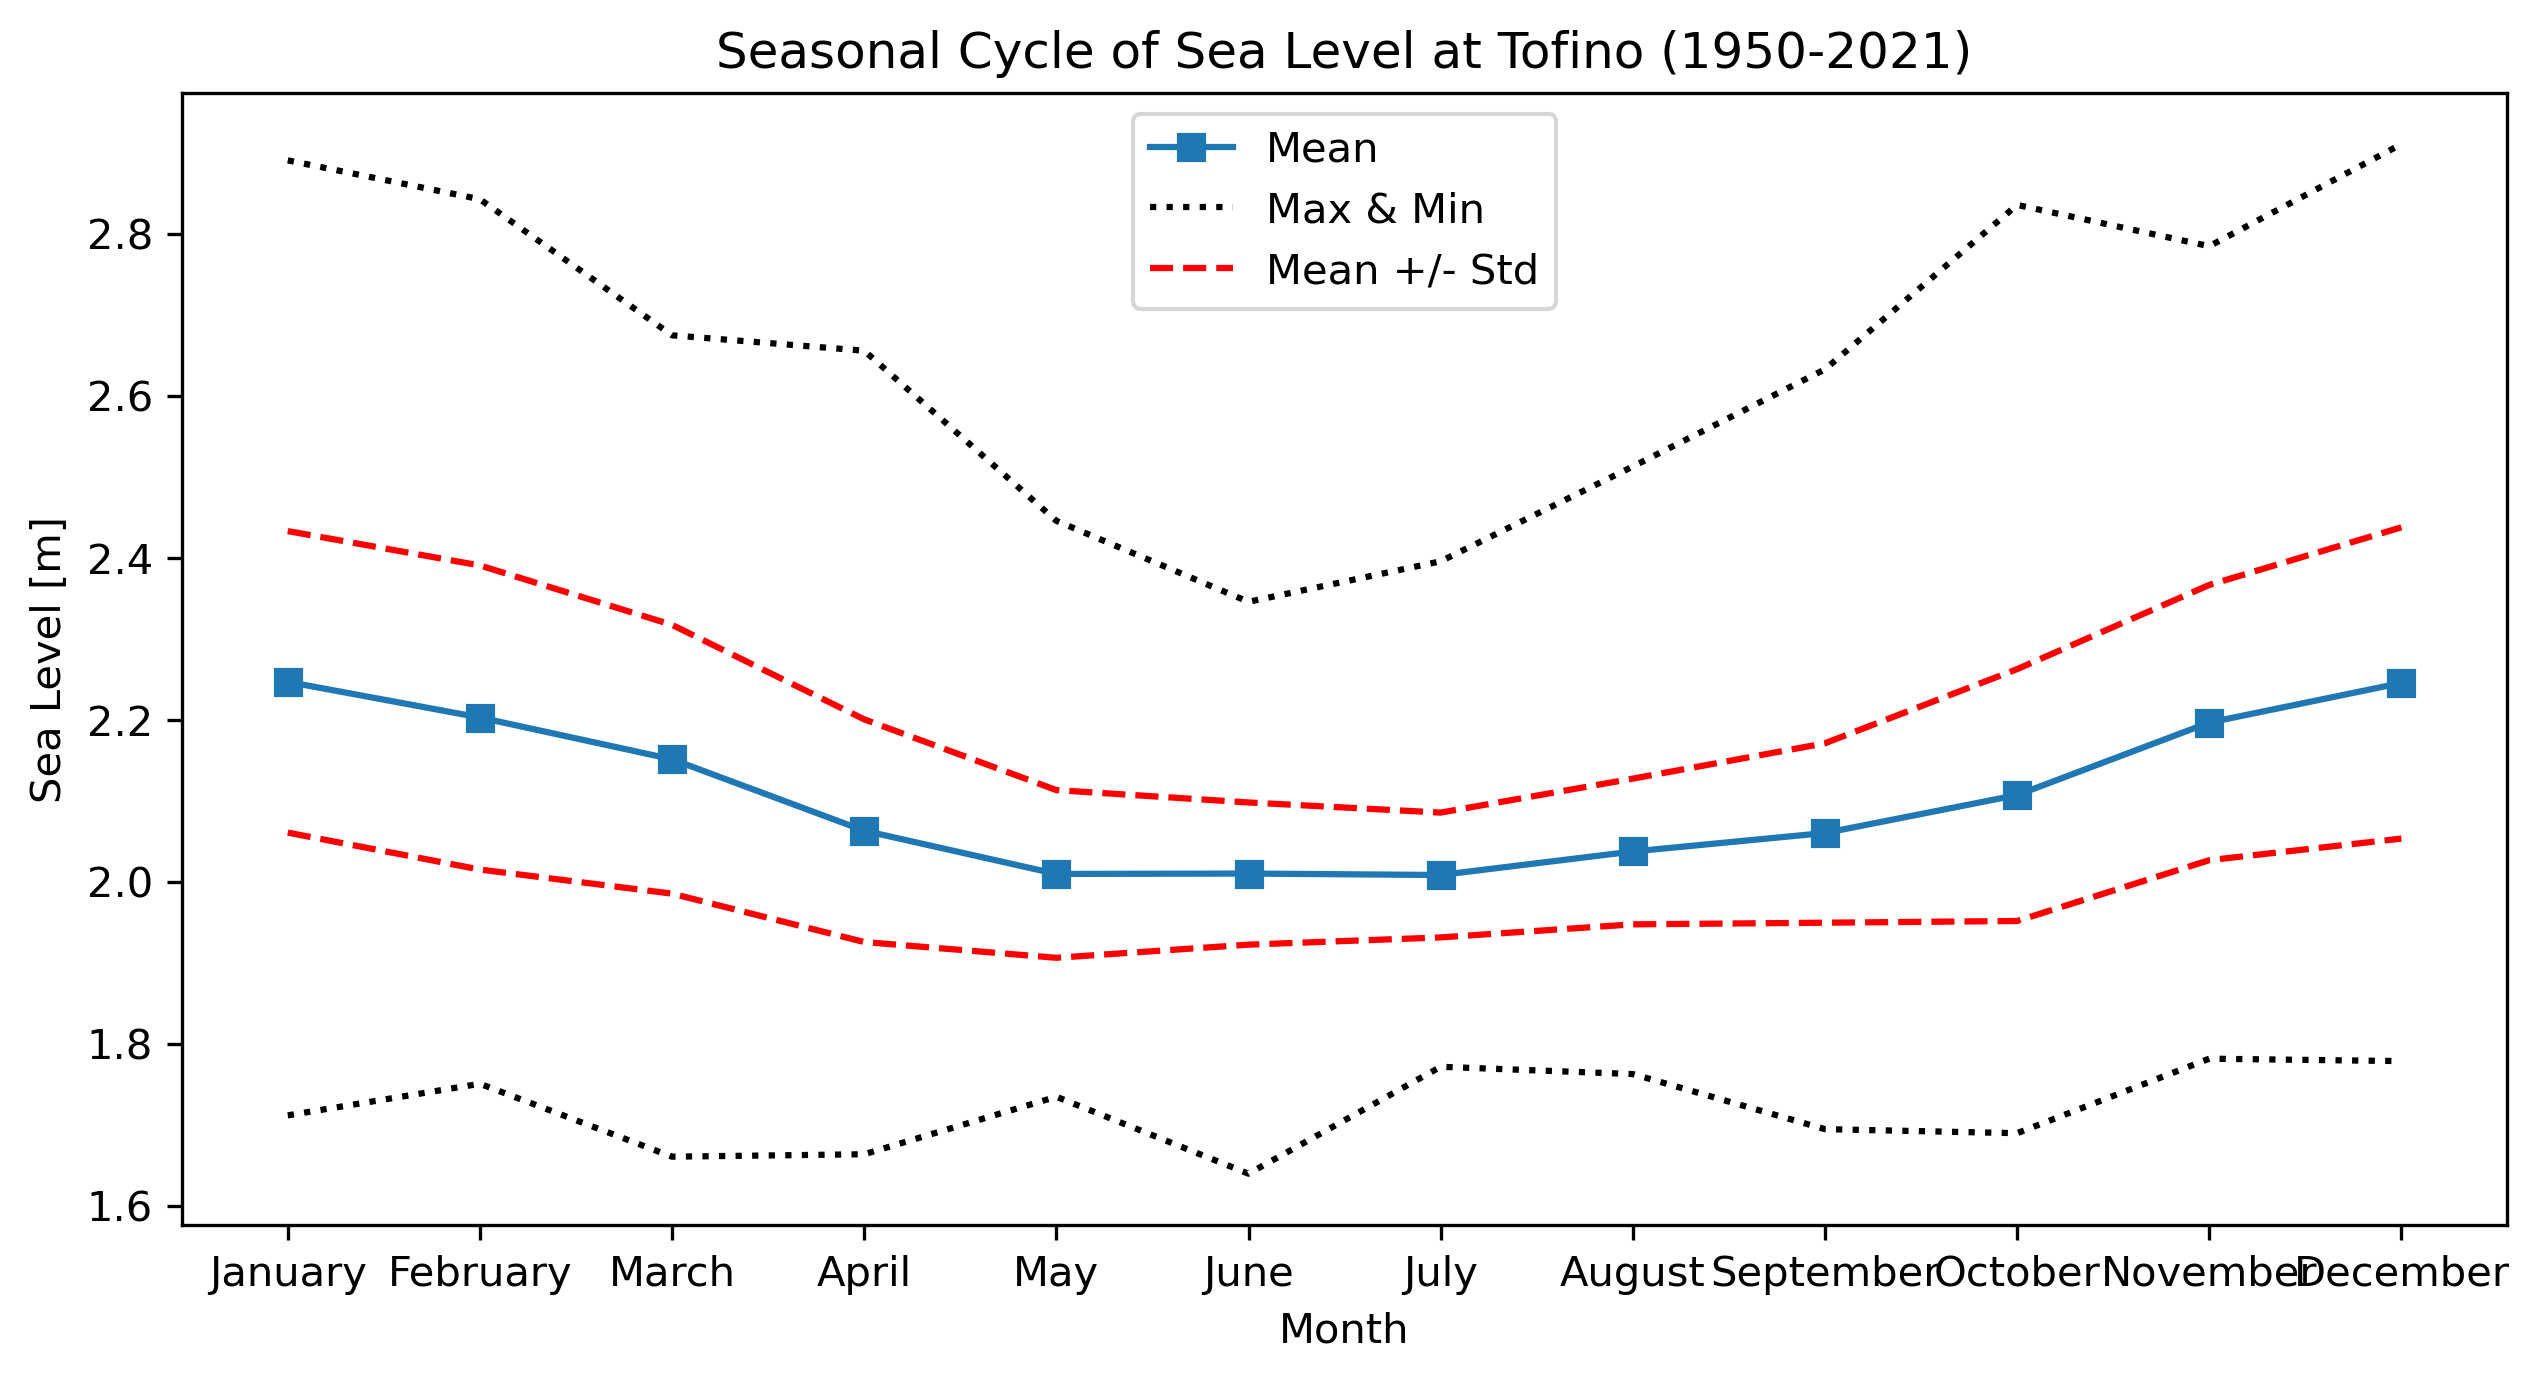 Seasonal Cycle of Sea Level at Tofino (1950-2021)
Mean
Max & Min
Mean +/- Std
Sea Level [m]
2.8
2.6
2.4
2.2
2.0
1.8
1.6
January February March April May June July August September October November December
Month